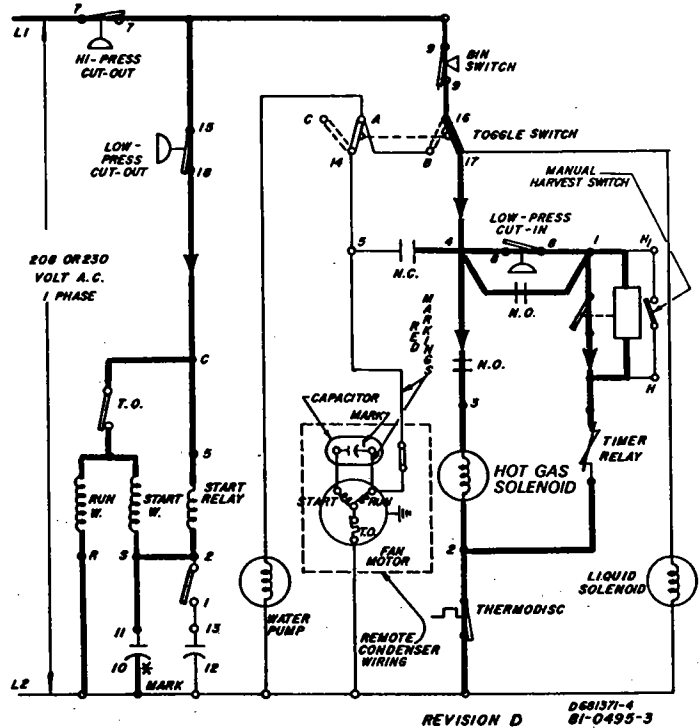 L1
7
7
HI-PRESS
CUT-OUT
9
BIN
SWITCH
9
15
LOW-
PRESS
CUT-OUT
18
C
A
16
TOGGLE SWITCH
14
B
17
MANUAL
HARVEST SWITCH
208 OR 230
VOLT A.C.
1 PHASE
LOW-PRESS
CUT-IN
5
4
8
8
1
H1
N.C.
N.O.
RED
MARKINGS
C
T.O.
N.O.
H
3
CAPACITOR
MARK
5
TIMER
RELAY
RUN
W.
START
W.
START
RELAY
HOT GAS
SOLENOID
START
RUN
T.O.
R
S
2
FAN
MOTOR
2
LIQUID
SOLENOID
1
WATER
PUMP
THERMODISC
11
13
REMOTE
CONDENSER
WIRING
10
*
12
L2
MARK
REVISION D
D681371-4
81-0495-3